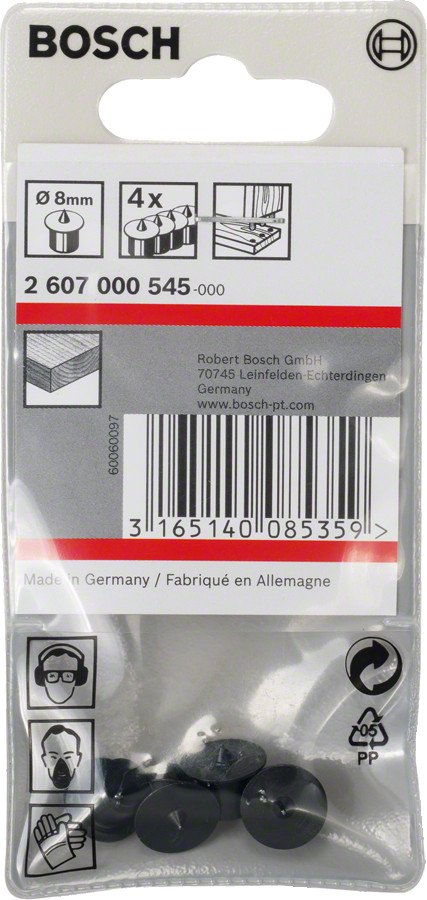 BOSCH
Ø 8mm
4x
2 607 000 545-000
Robert Bosch GmbH
70745 Leinfelden-Echterdingen
Germany
www.bosch-pt.com
60060097
3 165140 085359 >
Made in Germany / Fabriqué en Allemagne
05
PP